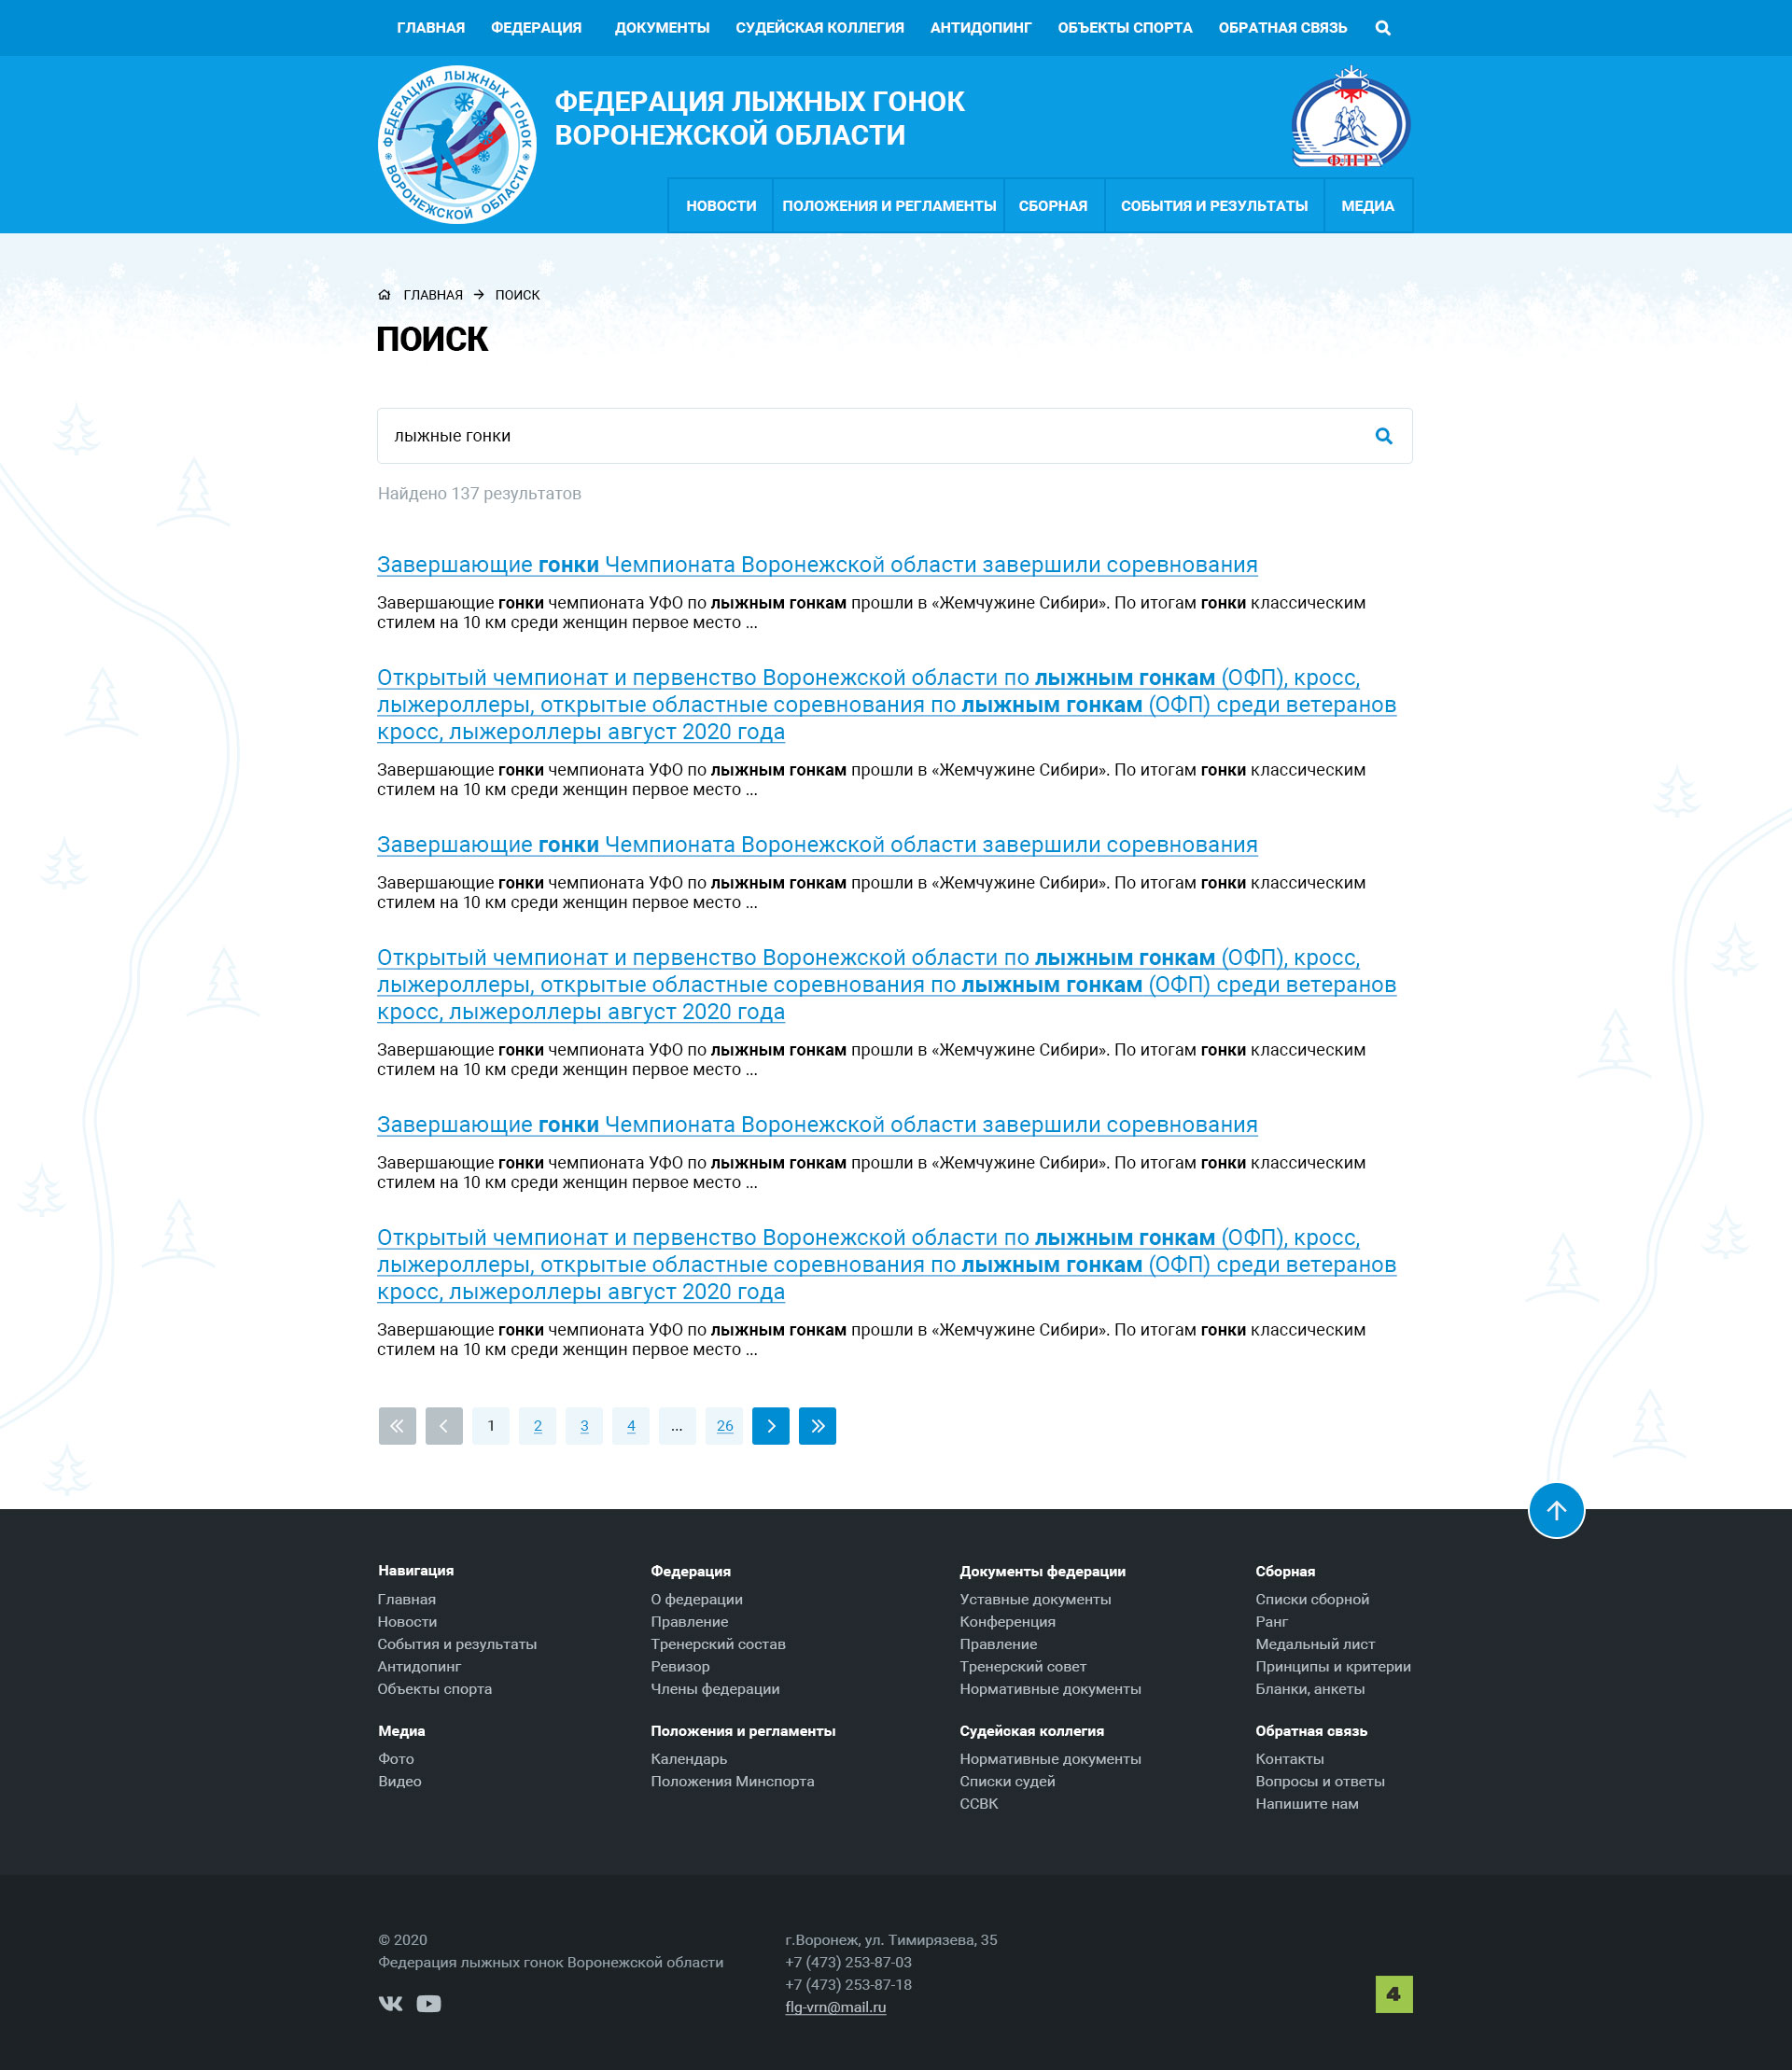 ГЛАВНАЯ ФЕДЕРАЦИЯ ДОКУМЕНТЫ СУДЕЙСКАЯ КОЛЛЕГИЯ АНТИДОПИНГ ОБЪЕКТЫ СПОРТА ОБРАТНАЯ СВЯЗЬ
ФЕДЕРАЦИЯ ЛЫЖНЫХ ГОНОК
ВОРОНЕЖСКОЙ ОБЛАСТИ
ФЕДЕРАЦИЯ ЛЫЖНЫХ ГОНОК
ВОРОНЕЖСКОЙ ОБЛАСТИ
ФЛГР
НОВОСТИ ПОЛОЖЕНИЯ И РЕГЛАМЕНТЫ СБОРНАЯ СОБЫТИЯ И РЕЗУЛЬТАТЫ МЕДИА
ГЛАВНАЯ → ПОИСК
ПОИСК
лыжные гонки
Найдено 137 результатов
Завершающие гонки Чемпионата Воронежской области завершили соревнования
Завершающие гонки чемпионата УФО по лыжным гонкам прошли в «Жемчужине Сибири». По итогам гонки классическим
стилем на 10 км среди женщин первое место ...
Открытый чемпионат и первенство Воронежской области по лыжным гонкам (ОФП), кросс,
лыжероллеры, открытые областные соревнования по лыжным гонкам (ОФП) среди ветеранов
кросс, лыжероллеры август 2020 года
Завершающие гонки чемпионата УФО по лыжным гонкам прошли в «Жемчужине Сибири». По итогам гонки классическим
стилем на 10 км среди женщин первое место ...
Завершающие гонки Чемпионата Воронежской области завершили соревнования
Завершающие гонки чемпионата УФО по лыжным гонкам прошли в «Жемчужине Сибири». По итогам гонки классическим
стилем на 10 км среди женщин первое место ...
Открытый чемпионат и первенство Воронежской области по лыжным гонкам (ОФП), кросс,
лыжероллеры, открытые областные соревнования по лыжным гонкам (ОФП) среди ветеранов
кросс, лыжероллеры август 2020 года
Завершающие гонки чемпионата УФО по лыжным гонкам прошли в «Жемчужине Сибири». По итогам гонки классическим
стилем на 10 км среди женщин первое место ...
Завершающие гонки Чемпионата Воронежской области завершили соревнования
Завершающие гонки чемпионата УФО по лыжным гонкам прошли в «Жемчужине Сибири». По итогам гонки классическим
стилем на 10 км среди женщин первое место ...
Открытый чемпионат и первенство Воронежской области по лыжным гонкам (ОФП), кросс,
лыжероллеры, открытые областные соревнования по лыжным гонкам (ОФП) среди ветеранов
кросс, лыжероллеры август 2020 года
Завершающие гонки чемпионата УФО по лыжным гонкам прошли в «Жемчужине Сибири». По итогам гонки классическим
стилем на 10 км среди женщин первое место ...
1 2 3 4 ... 26
Навигация
Главная
Новости
События и результаты
Антидопинг
Объекты спорта
Федерация
О федерации
Правление
Тренерский состав
Ревизор
Члены федерации
Документы федерации
Уставные документы
Конференция
Правление
Тренерский совет
Нормативные документы
Сборная
Списки сборной
Ранг
Медальный лист
Принципы и критерии
Бланки, анкеты
Медиа
Фото
Видео
Положения и регламенты
Календарь
Положения Минспорта
Судейская коллегия
Нормативные документы
Списки судей
ССВК
Обратная связь
Контакты
Вопросы и ответы
Напишите нам
© 2020
Федерация лыжных гонок Воронежской области
г.Воронеж, ул. Тимирязева, 35
+7 (473) 253-87-03
+7 (473) 253-87-18
flg-vrn@mail.ru
4